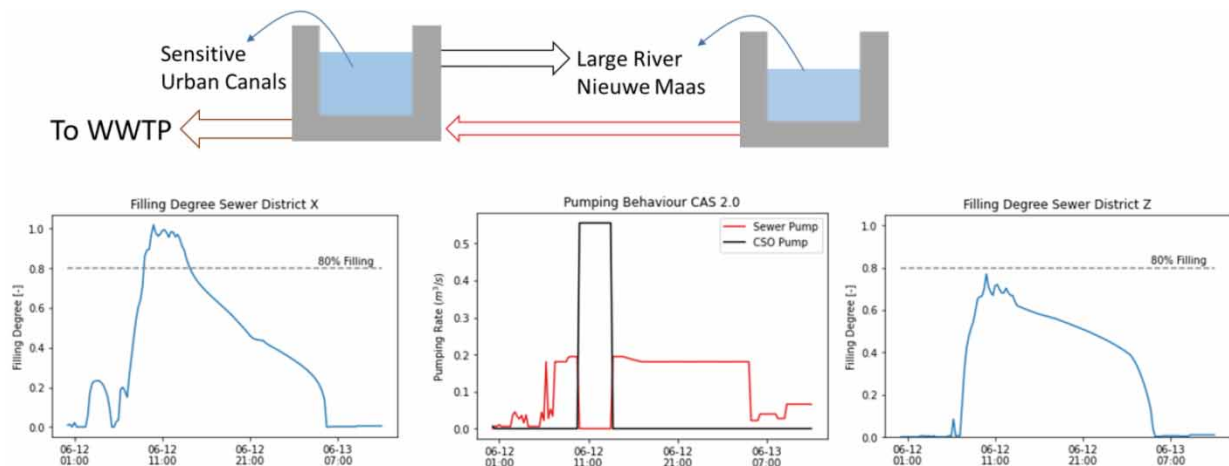 Sensitive
Urban Canals
Large River
Nieuwe Maas
To WWTP
Filling Degree Sewer District X
1.0
0.8
0.6
0.4
0.2
0.0
Filling Degree [-]
80% Filling
06-12
01:00
06-12
11:00
06-12
21:00
06-13
07:00
Pumping Behaviour CAS 2.0
Sewer Pump
CSO Pump
0.5
0.4
0.3
0.2
0.1
0.0
Pumping Rate (m³/s)
06-12
01:00
06-12
11:00
06-12
21:00
06-13
07:00
Filling Degree Sewer District Z
1.0
0.8
0.6
0.4
0.2
0.0
Filling Degree [-]
80% Filling
06-12
01:00
06-12
11:00
06-12
21:00
06-13
07:00